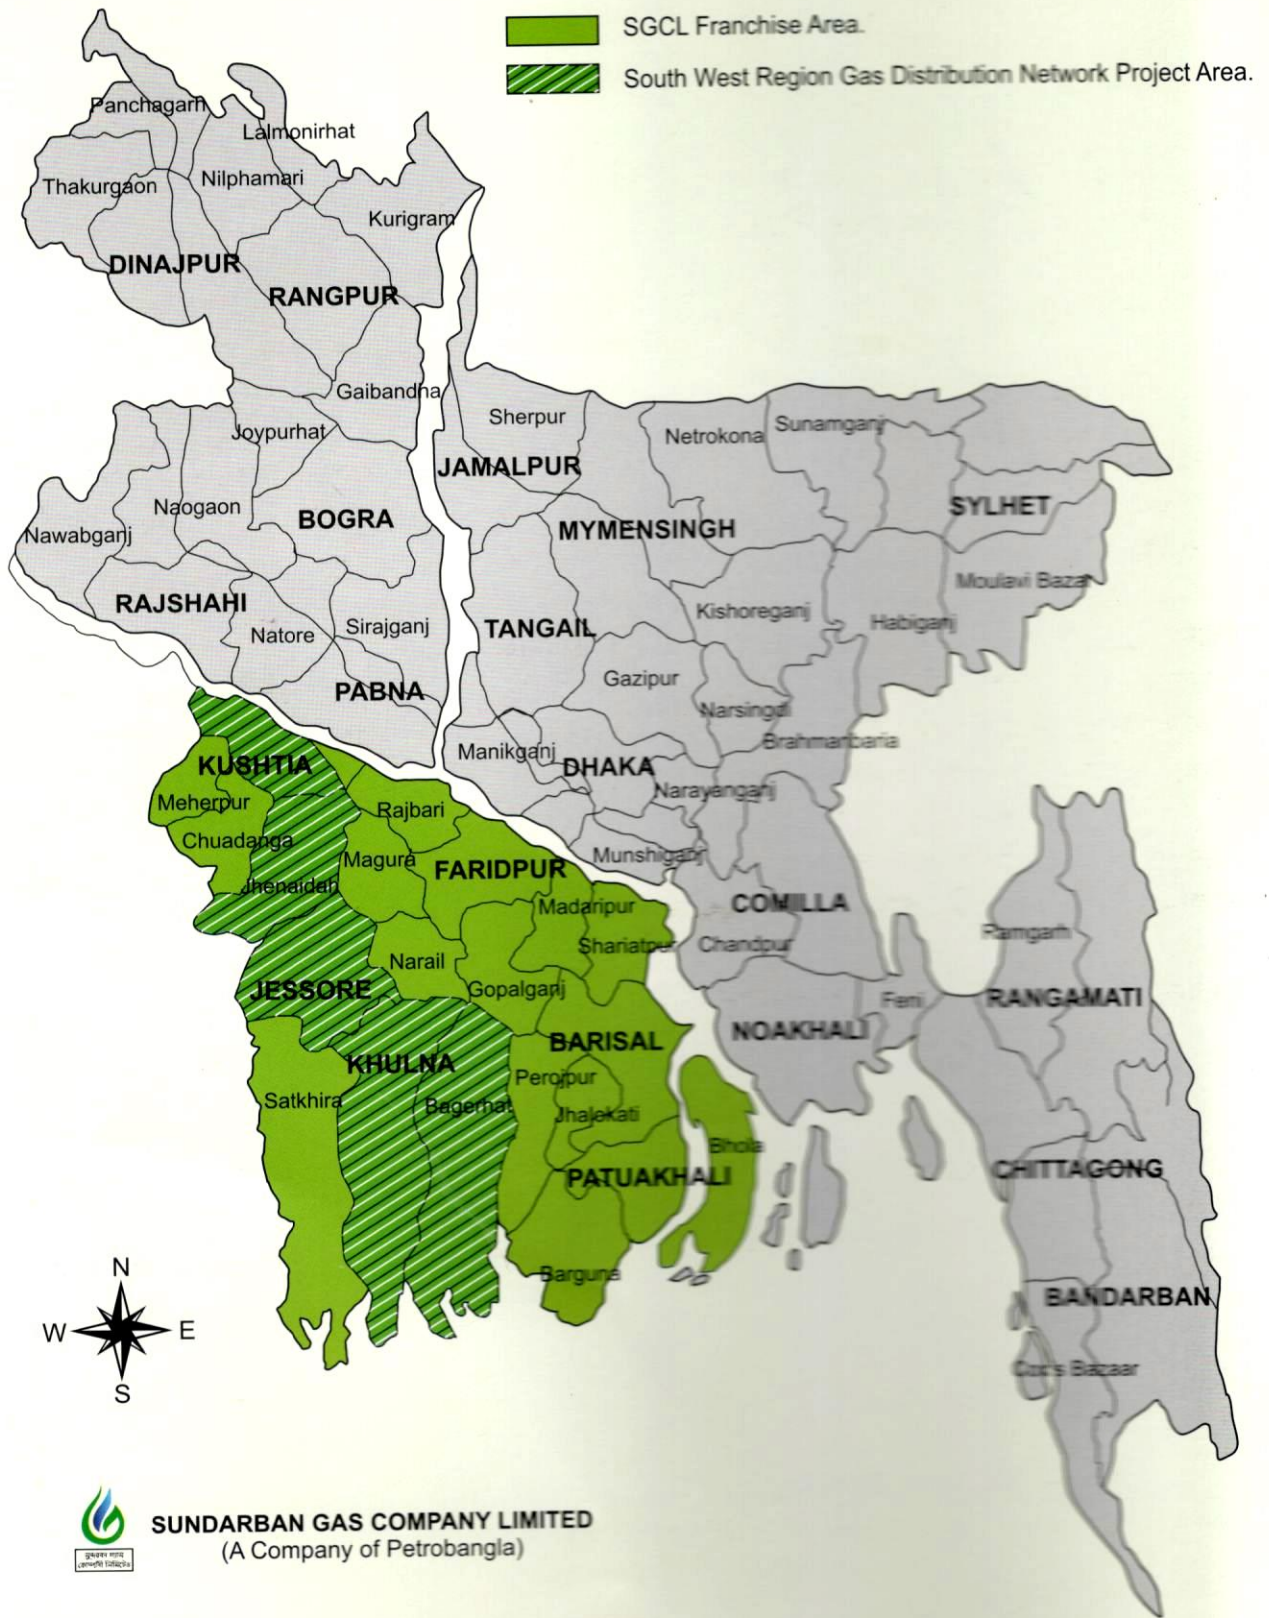 SGCL Franchise Area.
South West Region Gas Distribution Network Project Area.
Panchagarh
Lalmonirhat
Thakurgaon
Nilphamari
Kurigram
DINAJPUR
RANGPUR
Gaibandha
Joypurhat
Sherpur
Netrokona
Sunamganj
JAMALPUR
Naogaon
BOGRA
SYLHET
Nawabganj
MYMENSINGH
Moulavi Bazar
RAJSHAHI
Natore
Sirajganj
TANGAIL
Kishoreganj
Habiganj
Gazipur
PABNA
Narsingdi
Brahmanbaria
Manikganj
DHAKA
KUSHTIA
Narayanganj
Meherpur
Rajbari
Chuadanga
Magura
FARIDPUR
Munshiganj
Jhenaidah
Madaripur
COMILLA
Shariatpur
Chandpur
Ramgarh
Narail
JESSORE
Gopalganj
Feni
RANGAMATI
NOAKHALI
BARISAL
KHULNA
Perojpur
Satkhira
Bagerhat
Jhalekati
Bhola
PATUAKHALI
CHITTAGONG
Barguna
BANDARBAN
Cox's Bazaar
N
W
E
S
সুন্দরবন গ্যাস
কোম্পানী লিমিটেড
SUNDARBAN GAS COMPANY LIMITED
(A Company of Petrobangla)